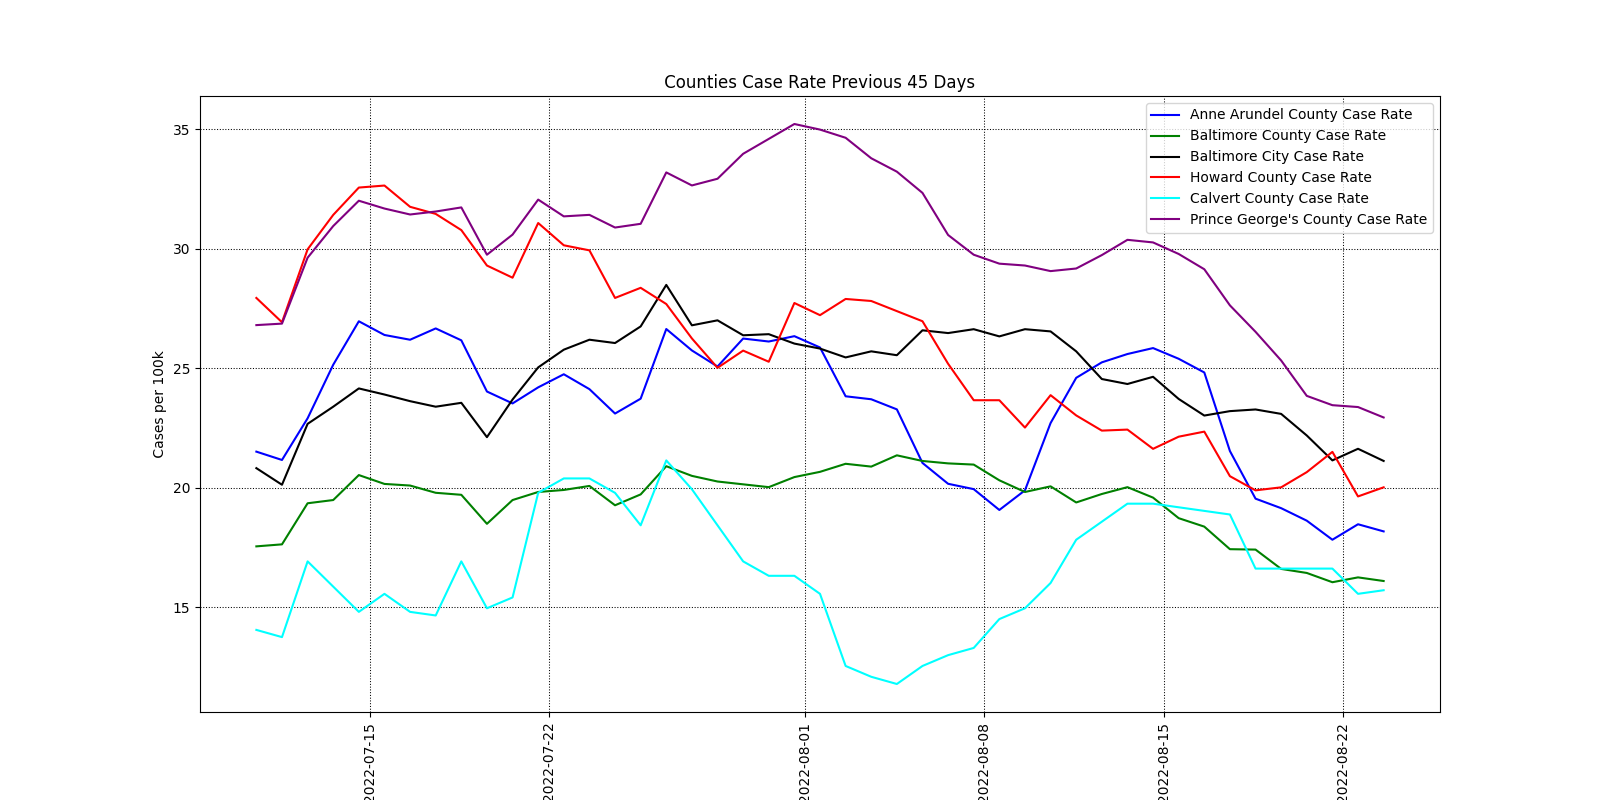 Counties Case Rate Previous 45 Days
Anne Arundel County Case Rate
Baltimore County Case Rate
Baltimore City Case Rate
Howard County Case Rate
Calvert County Case Rate
Prince George's County Case Rate
Cases per 100k
35
30
25
20
15
2022-07-15
2022-07-22
2022-08-01
2022-08-08
2022-08-15
2022-08-22